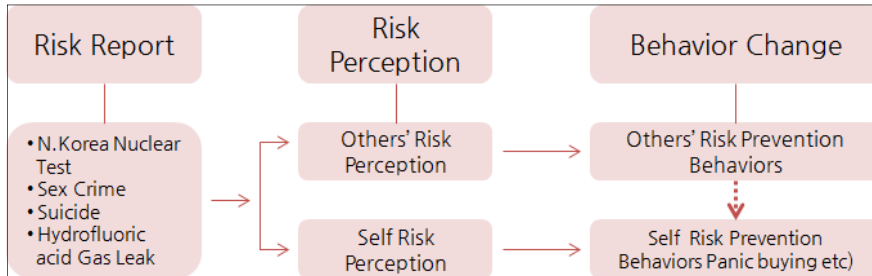 Risk Report
Risk
Perception
Behavior Change
• N.Korea Nuclear
Test
• Sex Crime
• Suicide
• Hydrofluoric
acid Gas Leak
Others' Risk
Perception
Others' Risk Prevention
Behaviors
Self Risk
Perception
Self Risk Prevention
Behaviors Panic buying etc)